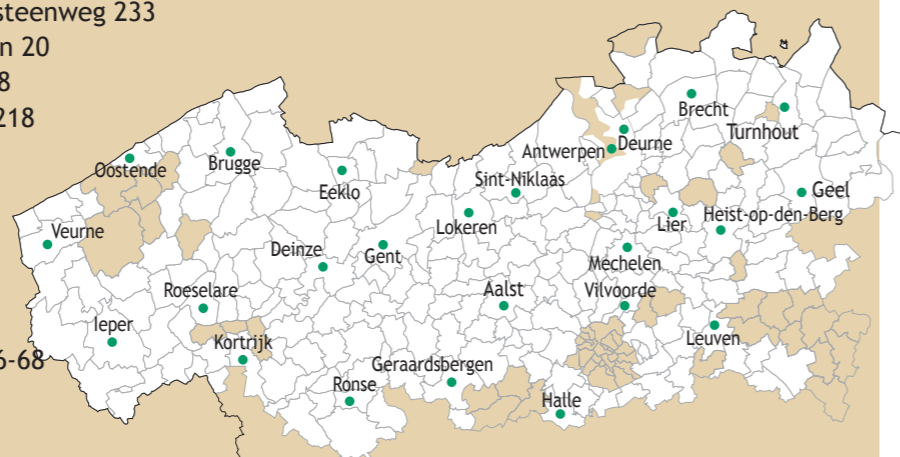 steenweg 233
n 20
8
218
6-68
Brecht
Turnhout
Deurne
Antwerpen
Oostende
Brugge
Eeklo
Sint-Niklaas
Geel
Lokeren
Lier
Heist-op-den-Berg
Veurne
Deinze
Gent
Mechelen
Roeselare
Aalst
Vilvoorde
Ieper
Kortrijk
Leuven
Geraardsbergen
Ronse
Halle